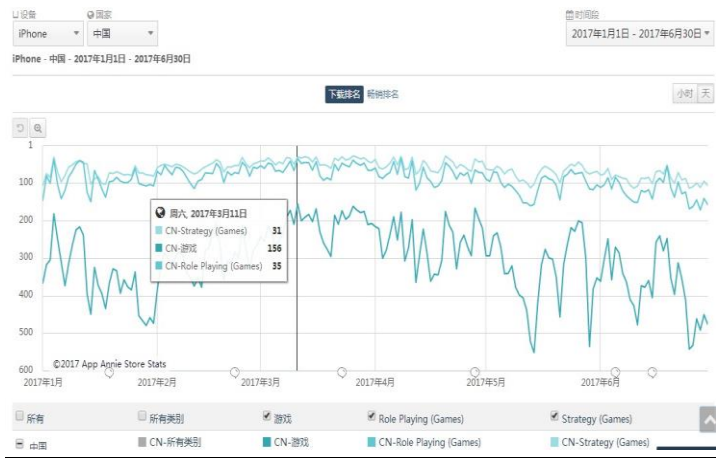 设备
国家
时间段
iPhone
中国
2017年1月1日 - 2017年6月30日
iPhone - 中国 - 2017年1月1日 - 2017年6月30日
下载排名 畅销排名
小时 天
1
100
200
300
400
500
600
周六, 2017年3月11日
CN-Strategy (Games) 31
CN-游戏 156
CN-Role Playing (Games) 35
©2017 App Annie Store Stats
2017年1月 2017年2月 2017年3月 2017年4月 2017年5月 2017年6月
所有 所有类别 游戏 Role Playing (Games) Strategy (Games)
中国 CN-所有类别 CN-游戏 CN-Role Playing (Games) CN-Strategy (Games)